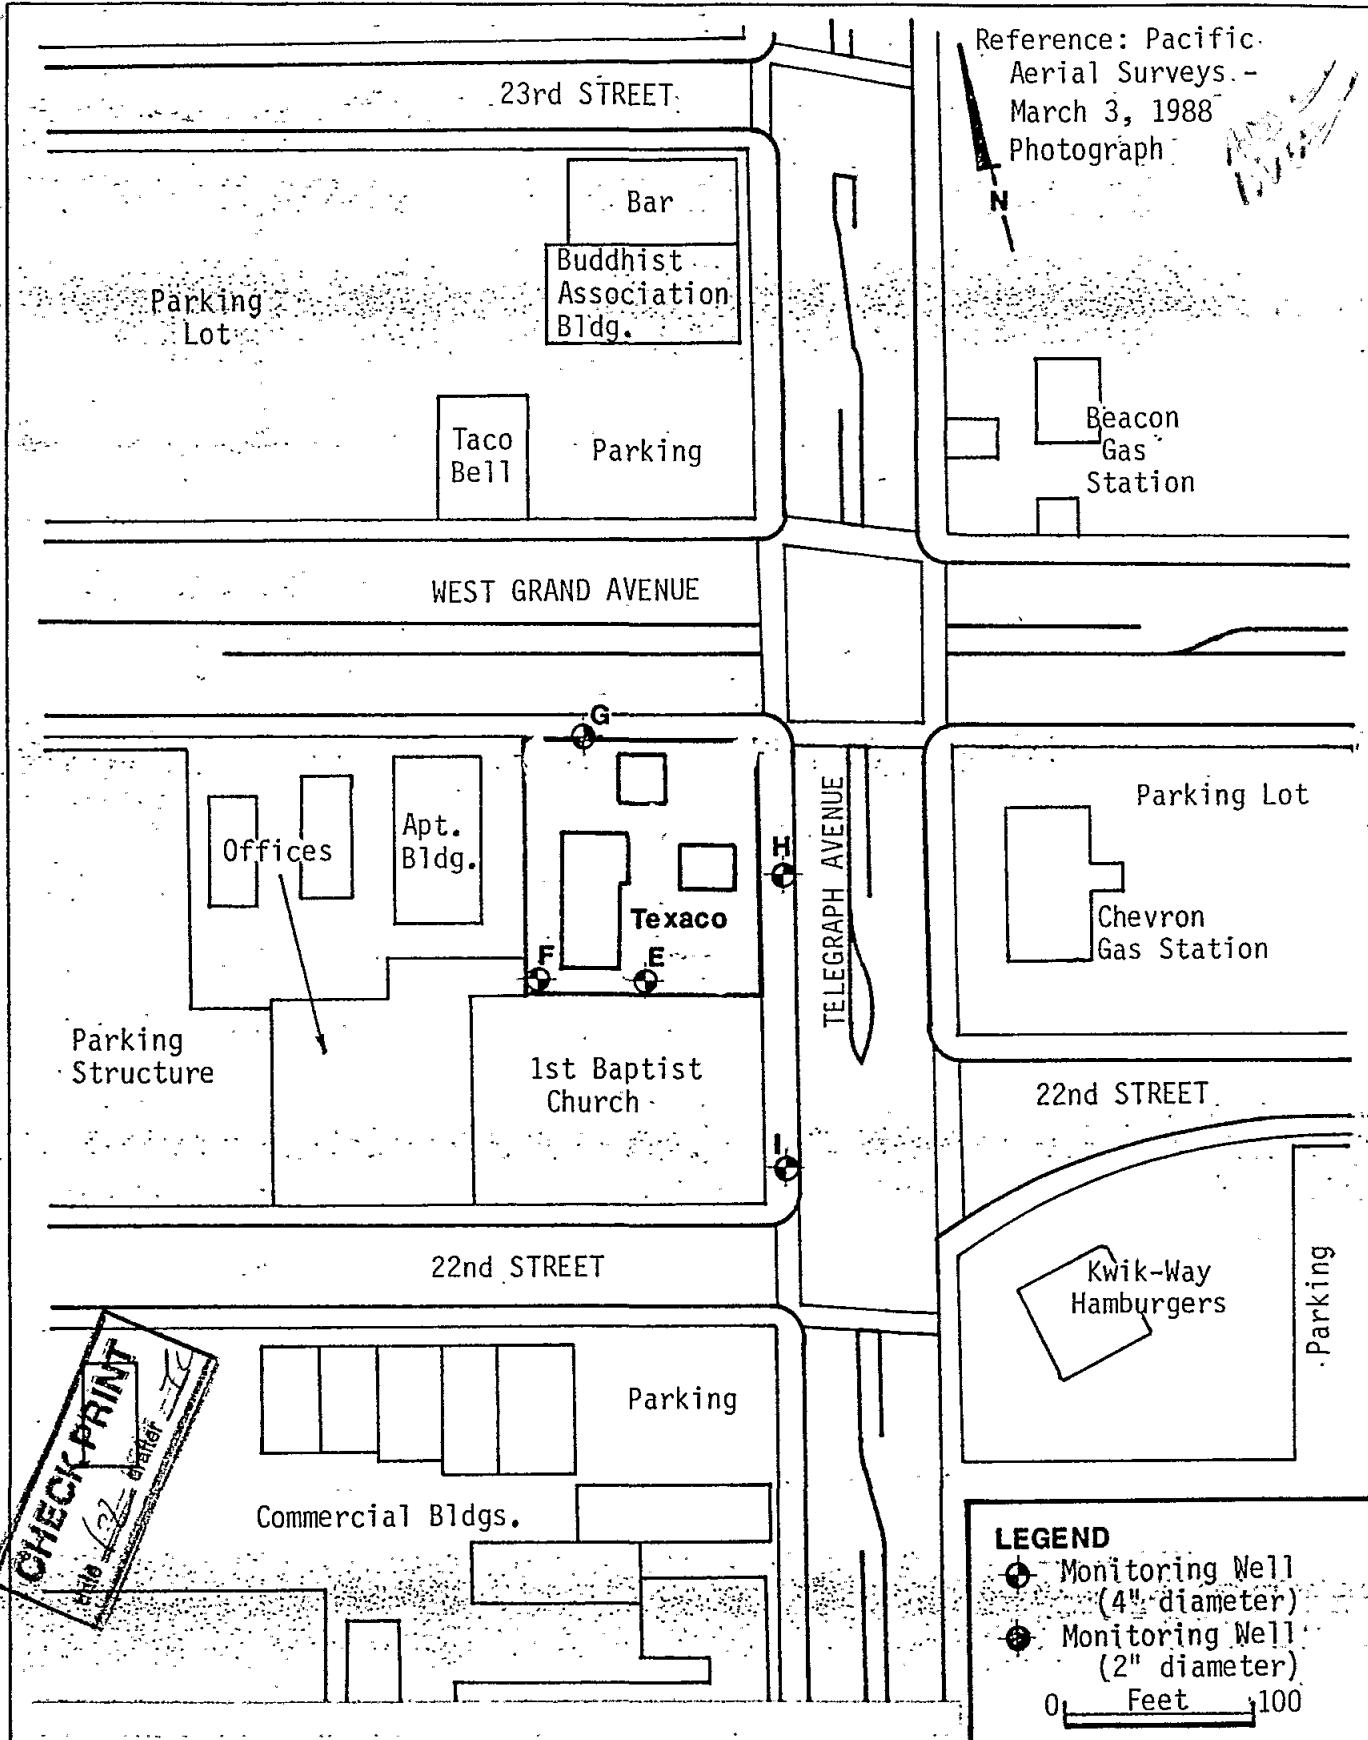 Reference: Pacific
Aerial Surveys -
March 3, 1988
Photograph
N
23rd STREET
Bar
Buddhist
Association
Bldg.
Parking
Lot
Taco
Bell
Parking
Beacon
Gas
Station
WEST GRAND AVENUE
G
Parking Lot
TELEGRAPH AVENUE
H
Offices
Apt.
Bldg.
Texaco
Chevron
Gas Station
F
E
Parking
Structure
1st Baptist
Church
22nd STREET
I
22nd STREET
Kwik-Way
Hamburgers
Parking
CHECK PRINT
date
drafter
Parking
Commercial Bldgs.
LEGEND
Monitoring Well
(4" diameter)
Monitoring Well
(2" diameter)
0 Feet 100